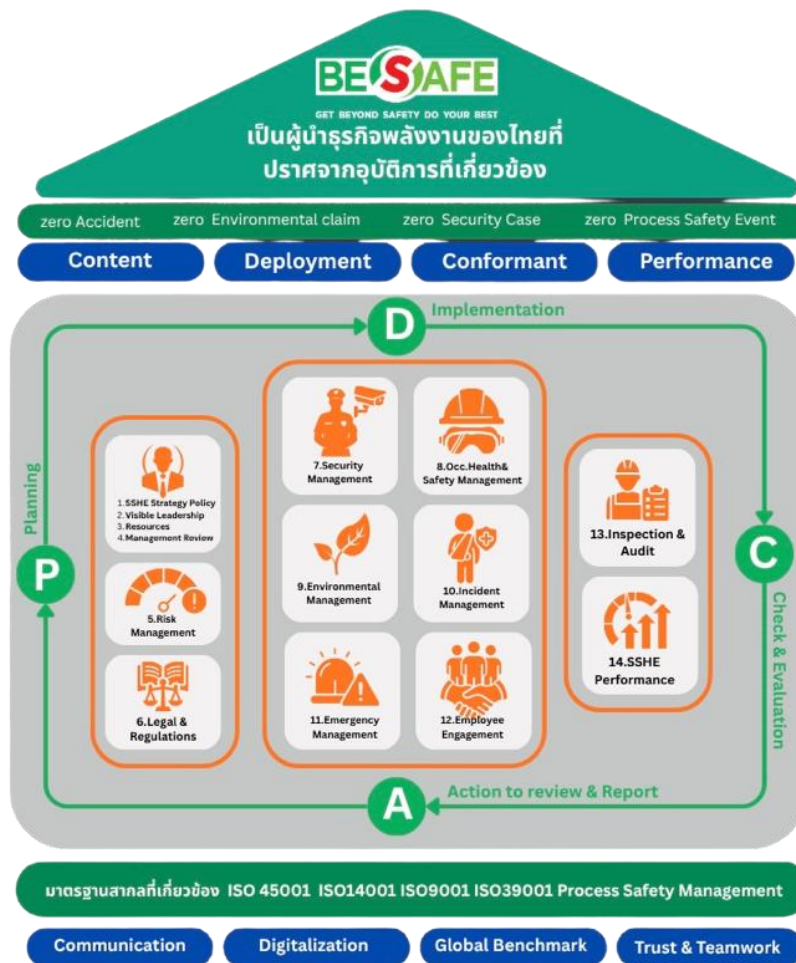 BESAFE
GET BEYOND SAFETY DO YOUR BEST
เป็นผู้นำธุรกิจพลังงานของไทยที่
ปราศจากอุบัติการที่เกี่ยวข้อง
zero Accident
zero Environmental claim
zero Security Case
zero Process Safety Event
Content
Deployment
Conformant
Performance
D
Implementation
Planning
P
1.SSHE Strategy Policy
2.Visible Leadership
3.Resources
4.Management Review
5.Risk
Management
6.Legal &
Regulations
7.Security
Management
8.Occ.Health&
Safety Management
9.Environmental
Management
10.Incident
Management
11.Emergency
Management
12.Employee
Engagement
13.Inspection &
Audit
14.SSHE
Performance
C
Check & Evaluation
A
Action to review & Report
มาตรฐานสากลที่เกี่ยวข้อง ISO 45001 ISO14001 ISO9001 ISO39001 Process Safety Management
Communication
Digitalization
Global Benchmark
Trust & Teamwork